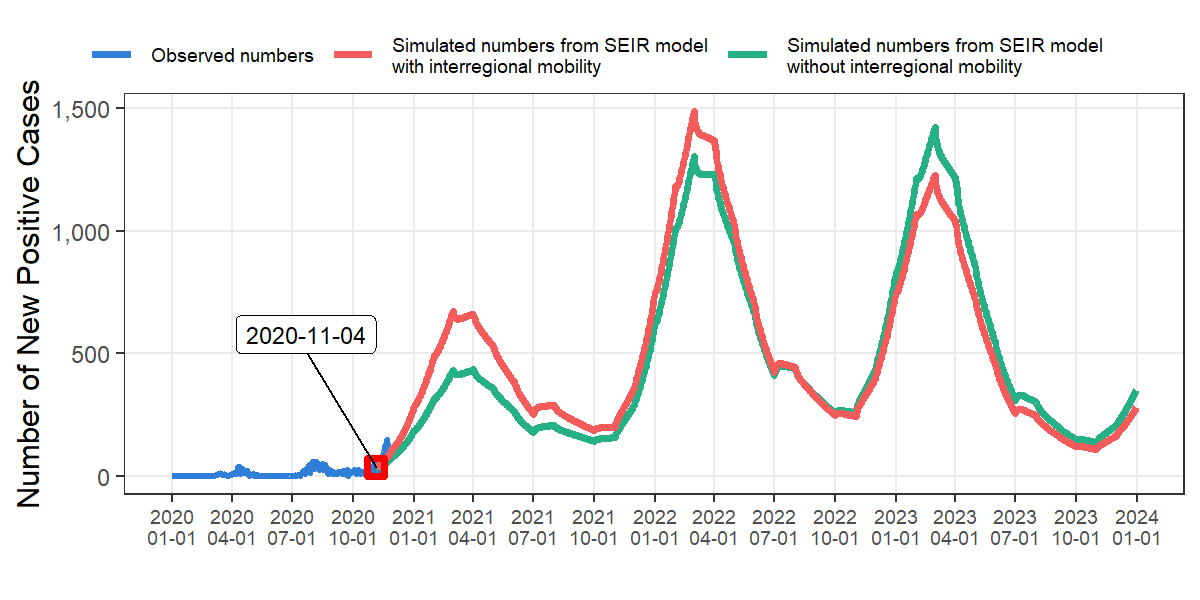 Observed numbers
Simulated numbers from SEIR model
with interregional mobility
Simulated numbers from SEIR model
without interregional mobility
Number of New Positive Cases
1,500
1,000
500
0
2020-11-04
2020 2020 2020 2020 2021 2021 2021 2021 2022 2022 2022 2022 2023 2023 2023 2023 2024
01-01 04-01 07-01 10-01 01-01 04-01 07-01 10-01 01-01 04-01 07-01 10-01 01-01 04-01 07-01 10-01 01-01